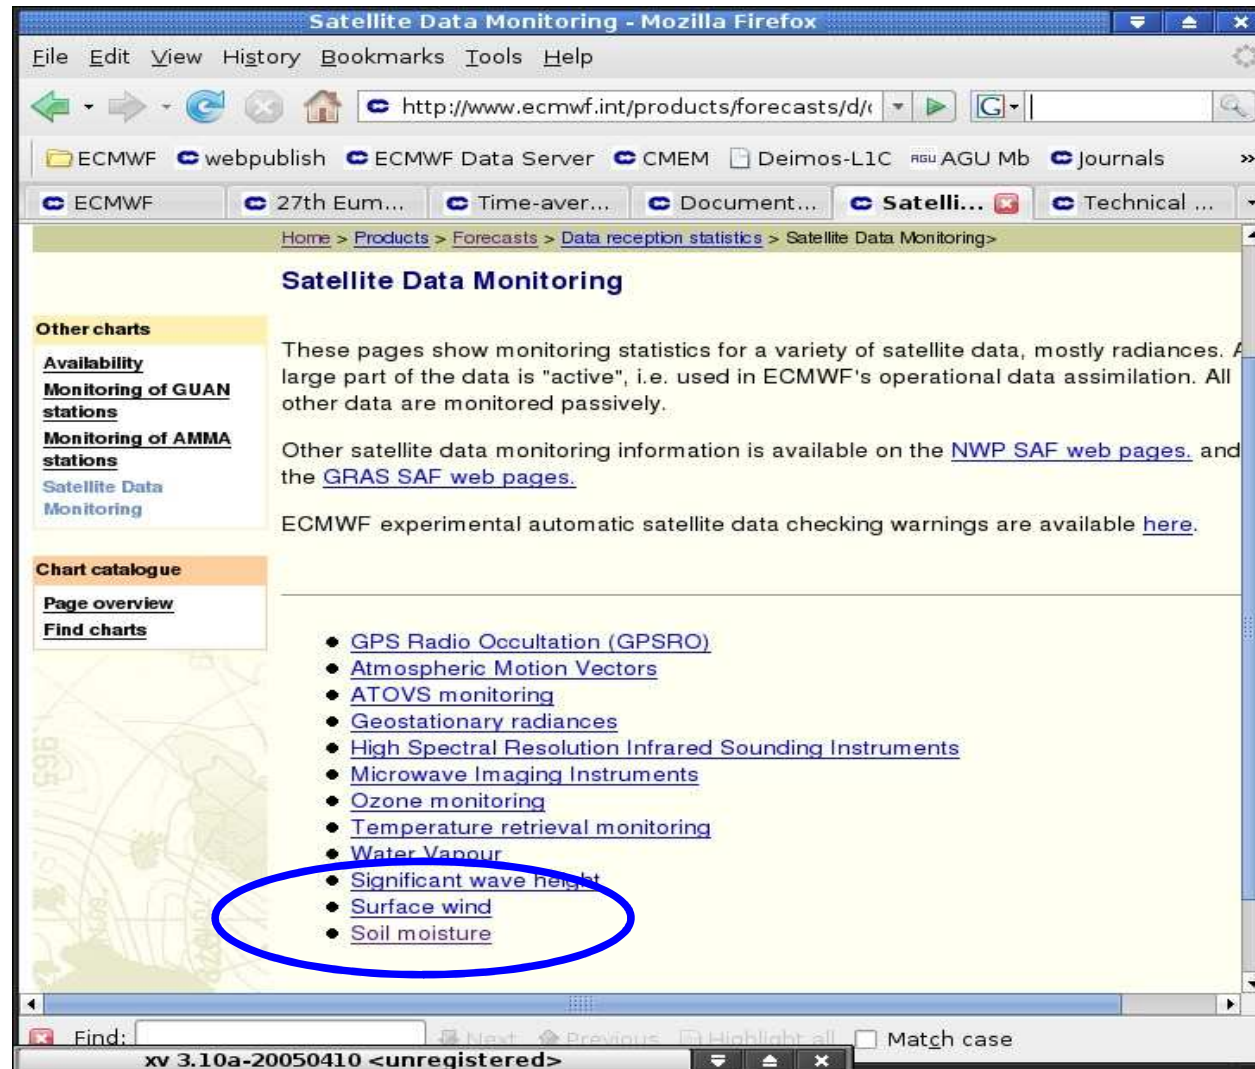 Satellite Data Monitoring - Mozilla Firefox
File Edit View History Bookmarks Tools Help
http://www.ecmwf.int/products/forecasts/d/
G
ECMWF webpublish ECMWF Data Server CMEM Deimos-L1C AGU AGU Mb Journals »
ECMWF 27th Eum... Time-aver... Document... Satelli... Technical ...
Home > Products > Forecasts > Data reception statistics > Satellite Data Monitoring>
Satellite Data Monitoring
Other charts
Availability
Monitoring of GUAN
stations
Monitoring of AMMA
stations
Satellite Data
Monitoring
Chart catalogue
Page overview
Find charts
These pages show monitoring statistics for a variety of satellite data, mostly radiances. A
large part of the data is "active", i.e. used in ECMWF's operational data assimilation. All
other data are monitored passively.
Other satellite data monitoring information is available on the NWP SAF web pages. and
the GRAS SAF web pages.
ECMWF experimental automatic satellite data checking warnings are available here.
GPS Radio Occultation (GPSRO)
Atmospheric Motion Vectors
ATOVS monitoring
Geostationary radiances
High Spectral Resolution Infrared Sounding Instruments
Microwave Imaging Instruments
Ozone monitoring
Temperature retrieval monitoring
Water Vapour
Significant wave height
Surface wind
Soil moisture
Find: Next Previous Highlight all Match case
xv 3.10a-20050410 <unregistered>